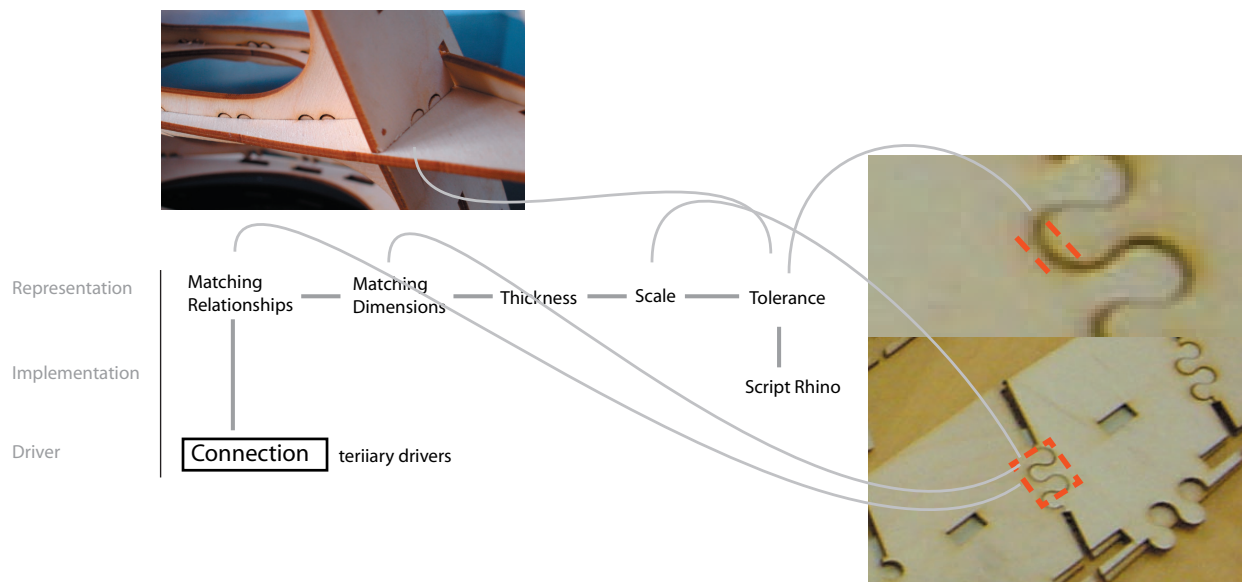 Representation
Matching
Relationships
Matching
Dimensions
Thickness
Scale
Tolerance
Implementation
Script Rhino
Driver
Connection
teriiary drivers